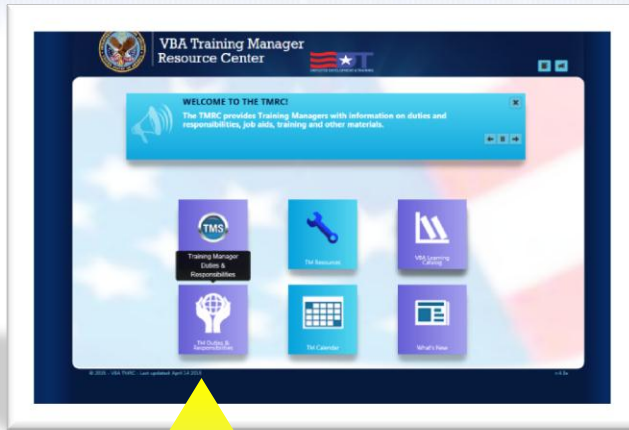 VBA Training Manager
Resource Center
WELCOME TO THE TMRC!
The TMRC provides Training Managers with information on duties and
responsibilities, job aids, training and other materials.
TMS
Training Manager
Duties &
Responsibilities
TM Resources
VBA Learning
Catalog
TM Duties &
Responsibilities
TM Calendar
What's New